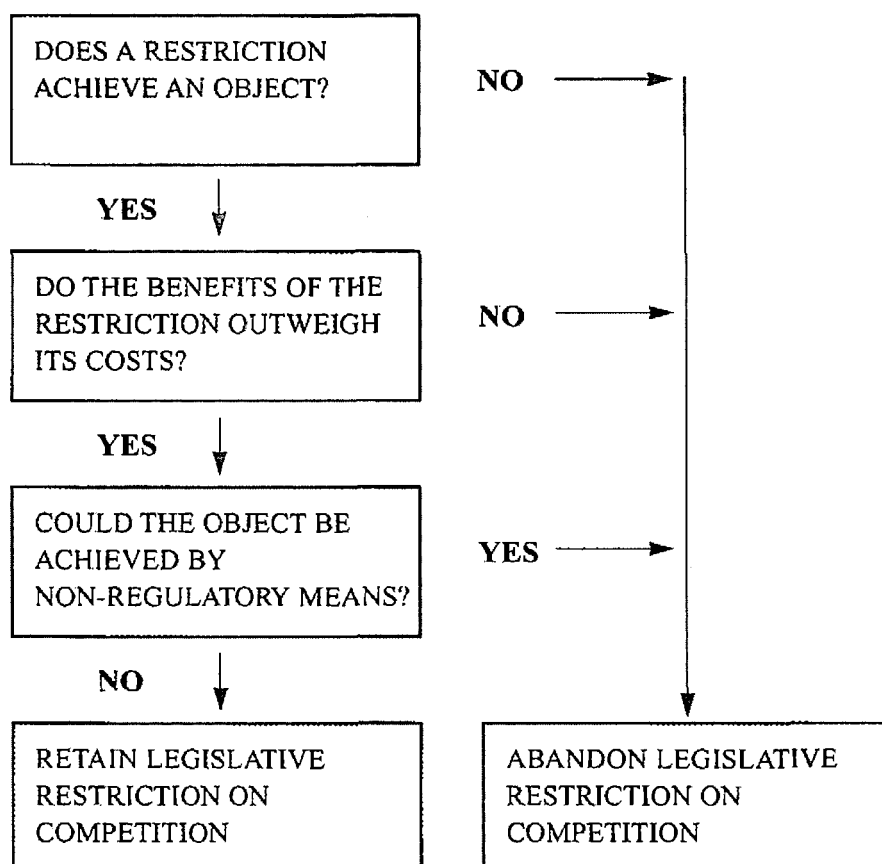 DOES A RESTRICTION
ACHIEVE AN OBJECT?
NO
YES
DO THE BENEFITS OF THE
RESTRICTION OUTWEIGH
ITS COSTS?
NO
YES
COULD THE OBJECT BE
ACHIEVED BY
NON-REGULATORY MEANS?
YES
NO
RETAIN LEGISLATIVE
RESTRICTION ON
COMPETITION
ABANDON LEGISLATIVE
RESTRICTION ON
COMPETITION